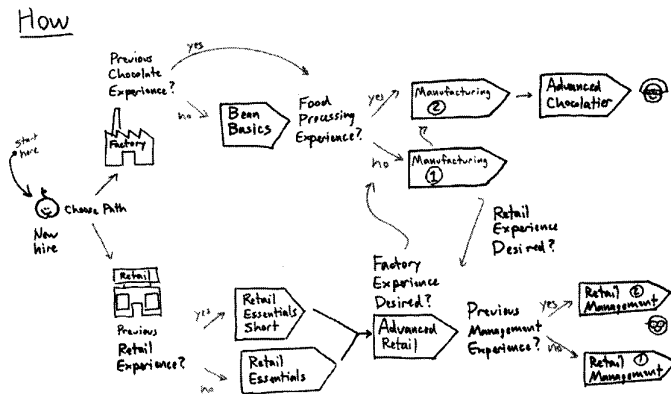 How
Previous
Chocolate
Experience?
yes
no
Factory
Bean
Basics
Food
Processing
Experience?
yes
no
Manufacturing
②
Manufacturing
①
Advanced
Chocolatier
Start
here
New
hire
Choose Path
Retail
Experience
Desired?
Factory
Experience
Desired?
Retail
Previous
Retail
Experience?
yes
no
Retail
Essentials
Short
Retail
Essentials
Advanced
Retail
Previous
Management
Experience?
yes
no
Retail ②
Management
Retail ①
Management